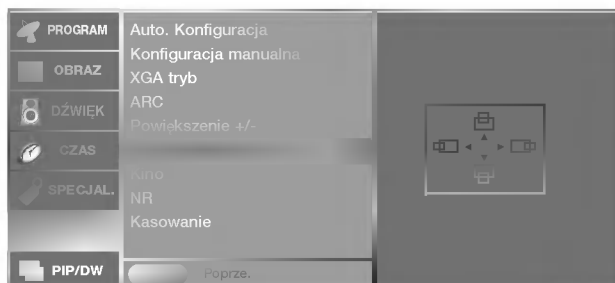 PROGRAM
OBRAZ
DŹWIĘK
CZAS
SPECJAL.
PIP/DW
Auto. Konfiguracja
Konfiguracja manualna
XGA tryb
ARC
Powiększenie +/-
Kino
NR
Kasowanie
Poprze.